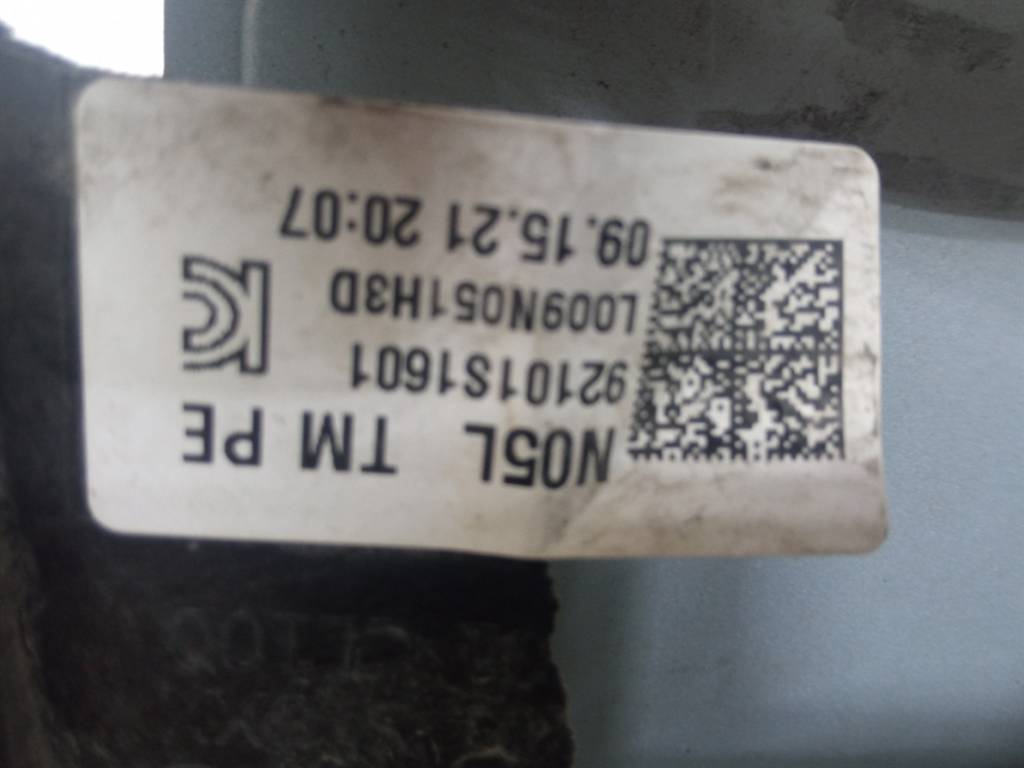 N05L TM PE
92101S1601
L009N051H3D
09.15.21 20:07